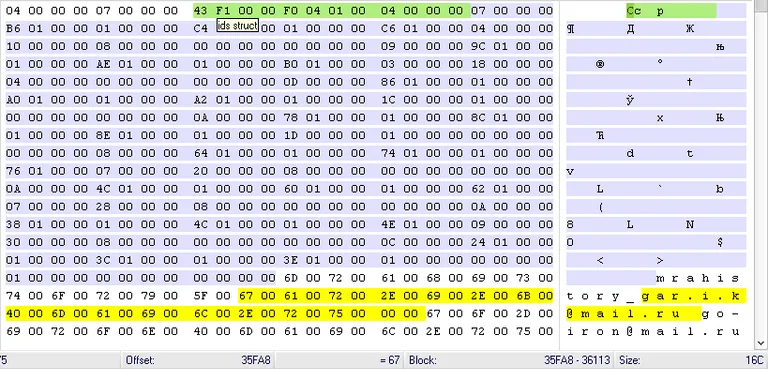 04 00 00 00 07 00 00 00 43 F1 00 00 F0 04 01 00 04 00 00 00 07 00 00 00 Сс р
B6 01 00 00 01 00 00 00 C4 00 01 00 00 00 C6 01 00 00 04 00 00 00 ¶ Д Ж
ids struct
10 00 00 00 08 00 00 00 00 00 00 00 00 00 00 00 09 00 00 00 9C 01 00 00 њ
01 00 00 00 AE 01 00 00 01 00 00 00 B0 01 00 00 03 00 00 00 18 00 00 00 ® °
04 00 00 00 00 00 00 00 00 00 00 00 0D 00 00 00 86 01 00 00 01 00 00 00 †
A0 01 00 00 01 00 00 00 A2 01 00 00 01 00 00 00 1C 00 00 00 00 00 00 00 ў
00 00 00 00 00 00 00 00 0A 00 00 00 78 01 00 00 01 00 00 00 8C 01 00 00 x Њ
01 00 00 00 8E 01 00 00 01 00 00 00 1D 00 00 00 00 00 00 00 00 00 00 00 Ћ
00 00 00 00 08 00 00 00 64 01 00 00 01 00 00 00 74 01 00 00 01 00 00 00 d t
76 01 00 00 07 00 00 00 20 00 00 00 08 00 00 00 00 00 00 00 00 00 00 00 v
0A 00 00 00 4C 01 00 00 01 00 00 00 60 01 00 00 01 00 00 00 62 01 00 00 L ` b
07 00 00 00 28 00 00 00 08 00 00 00 00 00 00 00 00 00 00 00 0A 00 00 00 (
38 01 00 00 01 00 00 00 4C 01 00 00 01 00 00 00 4E 01 00 00 09 00 00 00 8 L N
30 00 00 00 08 00 00 00 00 00 00 00 00 00 00 00 0C 00 00 00 24 01 00 00 0 $
01 00 00 00 3C 01 00 00 01 00 00 00 3E 01 00 00 01 00 00 00 00 00 00 00 < >
01 00 00 00 00 00 00 00 00 00 00 00 6D 00 72 00 61 00 68 00 69 00 73 00 m r a h i s
74 00 6F 00 72 00 79 00 5F 00 67 00 61 00 72 00 2E 00 69 00 2E 00 6B 00 t o r y _ g a r . i . k
40 00 6D 00 61 00 69 00 6C 00 2E 00 72 00 75 00 00 00 67 00 6F 00 2D 00 @ m a i l . r u g o -
69 00 72 00 6F 00 6E 00 40 00 6D 00 61 00 69 00 6C 00 2E 00 72 00 75 00 i r o n @ m a i l . r u
75 Offset: 35FA8 = 67 Block: 35FA8 - 36113 Size: 16C